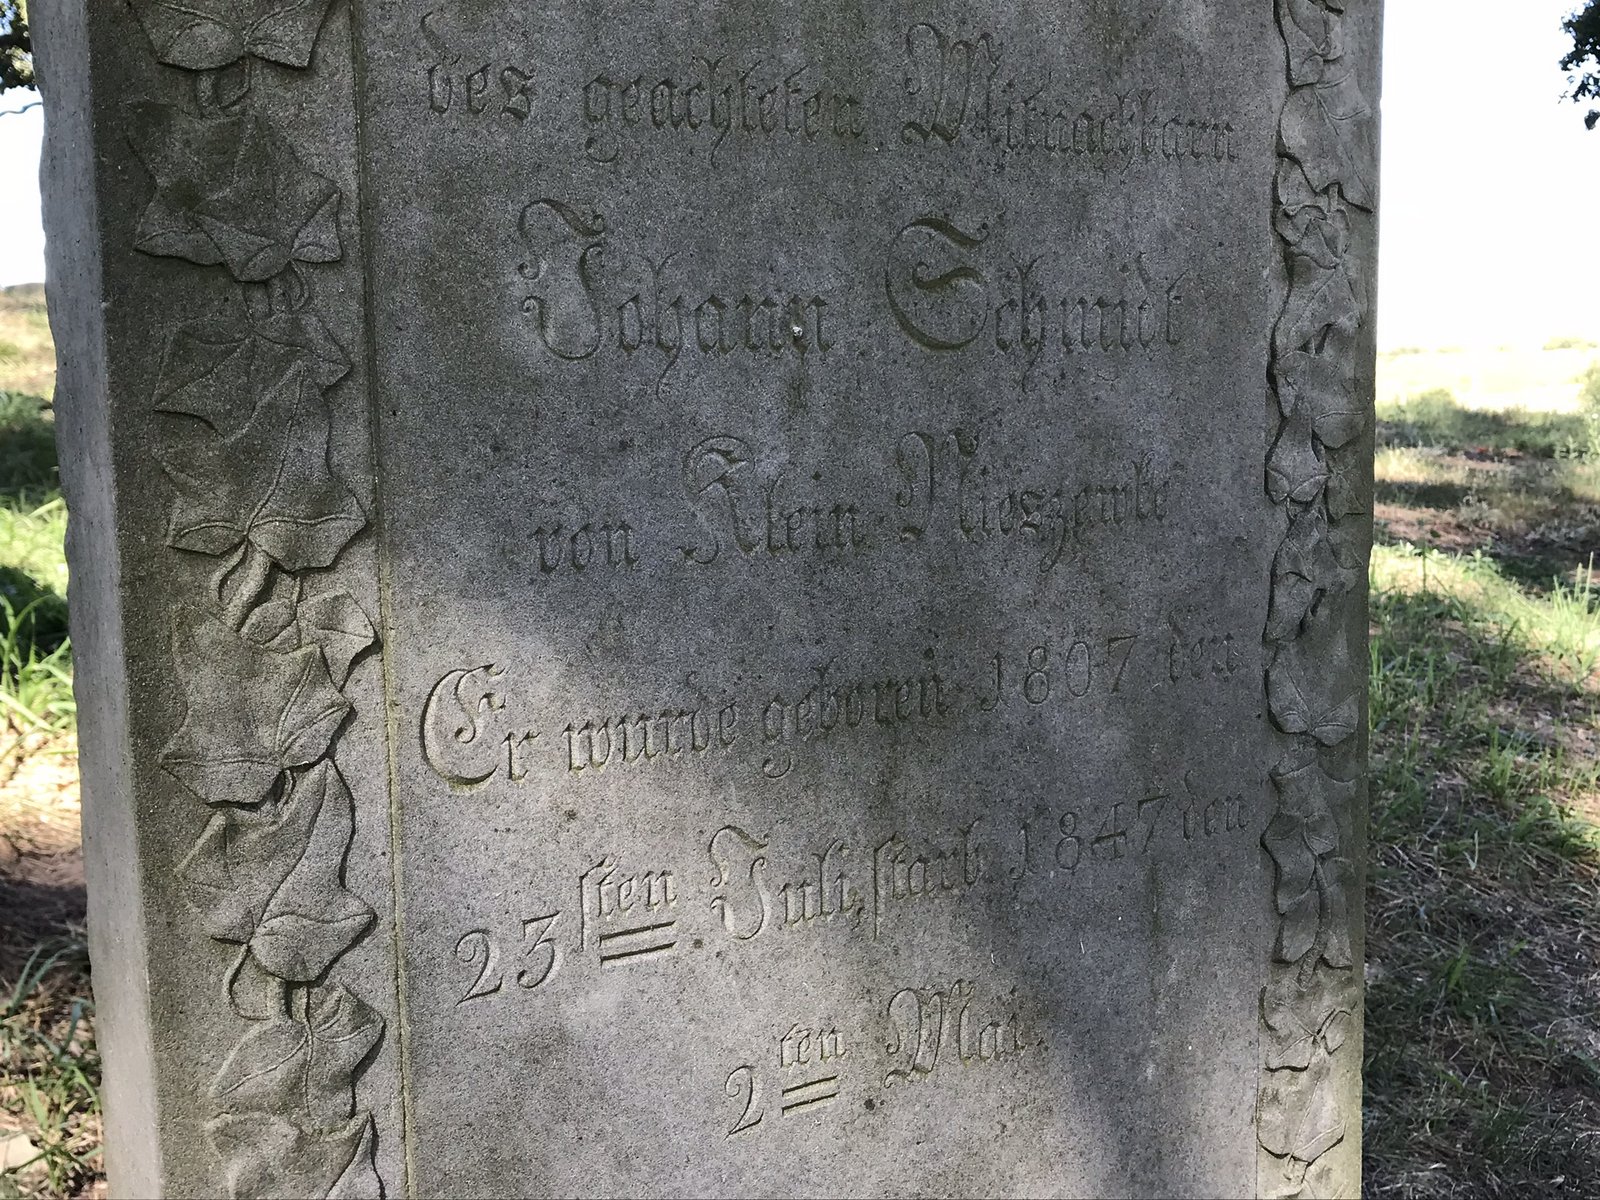 des geachteten Mitnachbarn
Johann Schmidt
von Klein-Nieszewke
Er wurde geboren 1807 den
23sten Juli, starb 1847 den
2ten Mai.